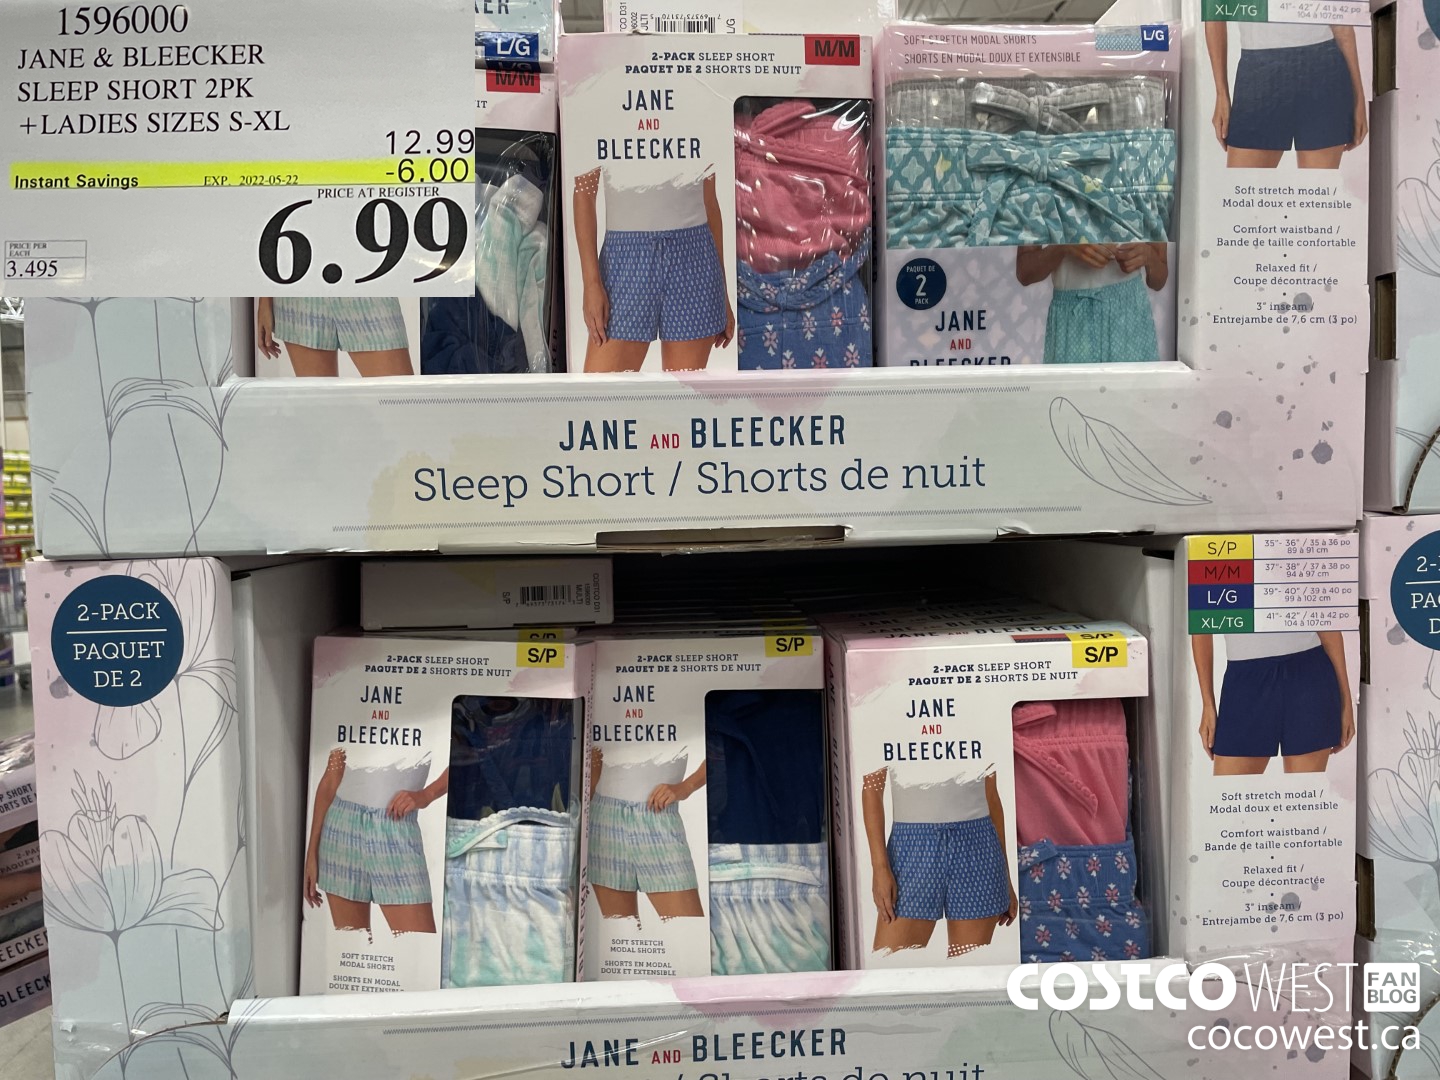 1596000
JANE & BLEECKER
SLEEP SHORT 2PK
+LADIES SIZES S-XL
12.99
Instant Savings EXP. 2022-05-22 -6.00
PRICE AT REGISTER
6.99
PRICE PER
EACH
3.495
L/G
M/M
2-PACK SLEEP SHORT
PAQUET DE 2 SHORTS DE NUIT
M/M
JANE
AND
BLEECKER
SOFT STRETCH MODAL SHORTS
SHORTS EN MODAL DOUX ET EXTENSIBLE
L/G
PAQUET DE
2
PACK
JANE
AND
BLEECKER
XL/TG 41"- 42" / 41 à 42 po
104 à 107cm
Soft stretch modal /
Modal doux et extensible
•
Comfort waistband /
Bande de taille confortable
•
Relaxed fit /
Coupe décontractée
•
3" inseam /
Entrejambe de 7,6 cm (3 po)
JANE AND BLEECKER
Sleep Short / Shorts de nuit
2-PACK
PAQUET
DE 2
S/P
2-PACK SLEEP SHORT
PAQUET DE 2 SHORTS DE NUIT
JANE
AND
BLEECKER
SOFT STRETCH
MODAL SHORTS
SHORTS EN MODAL
DOUX ET EXTENSIBLE
S/P
2-PACK SLEEP SHORT
PAQUET DE 2 SHORTS DE NUIT
JANE
AND
BLEECKER
SOFT STRETCH
MODAL SHORTS
SHORTS EN MODAL
DOUX ET EXTENSIBLE
S/P
2-PACK SLEEP SHORT
PAQUET DE 2 SHORTS DE NUIT
JANE
AND
BLEECKER
S/P 35"- 36" / 35 à 36 po
89 à 91 cm
M/M 37"- 38" / 37 à 38 po
94 à 97 cm
L/G 39"- 40" / 39 à 40 po
99 à 102 cm
XL/TG 41"- 42" / 41 à 42 po
104 à 107cm
Soft stretch modal /
Modal doux et extensible
•
Comfort waistband /
Bande de taille confortable
•
Relaxed fit /
Coupe décontractée
•
3" inseam /
Entrejambe de 7,6 cm (3 po)
JANE AND BLEECKER
/ Shorts de nuit
COSTCO WEST FAN BLOG
cocowest.ca